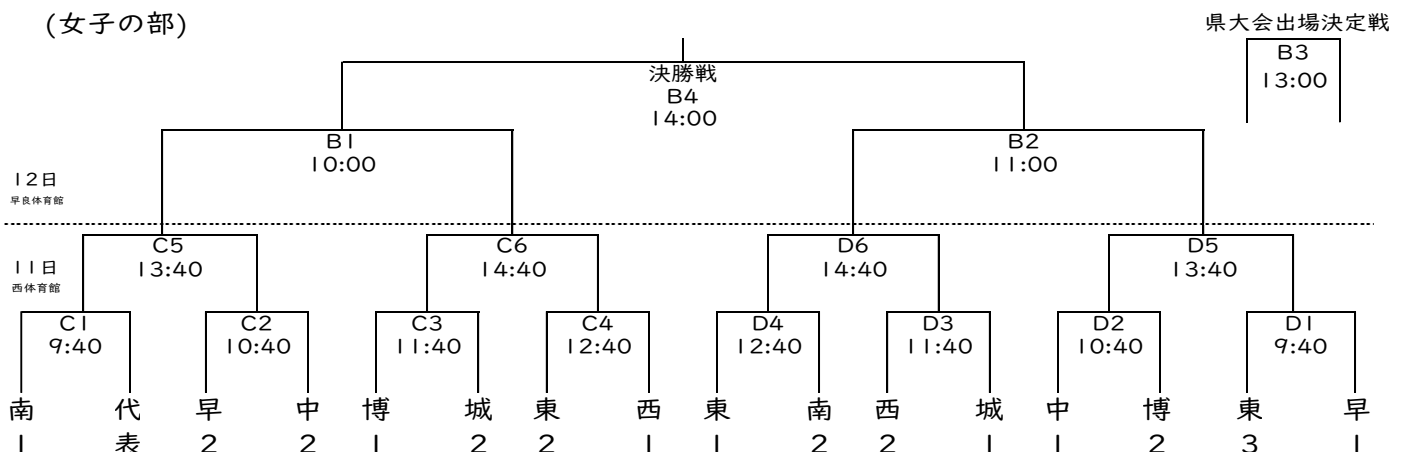 (女子の部)
県大会出場決定戦
B3
13:00
決勝戦
B4
14:00
B1
10:00
B2
11:00
12日
早良体育館
C5
13:40
C6
14:40
D6
14:40
D5
13:40
11日
西体育館
C1
9:40
C2
10:40
C3
11:40
C4
12:40
D4
12:40
D3
11:40
D2
10:40
D1
9:40
南 代 早 中 博 城 東 西 東 南 西 城 中 博 東 早
1 表 2 2 1 2 2 1 1 2 2 1 1 2 3 1